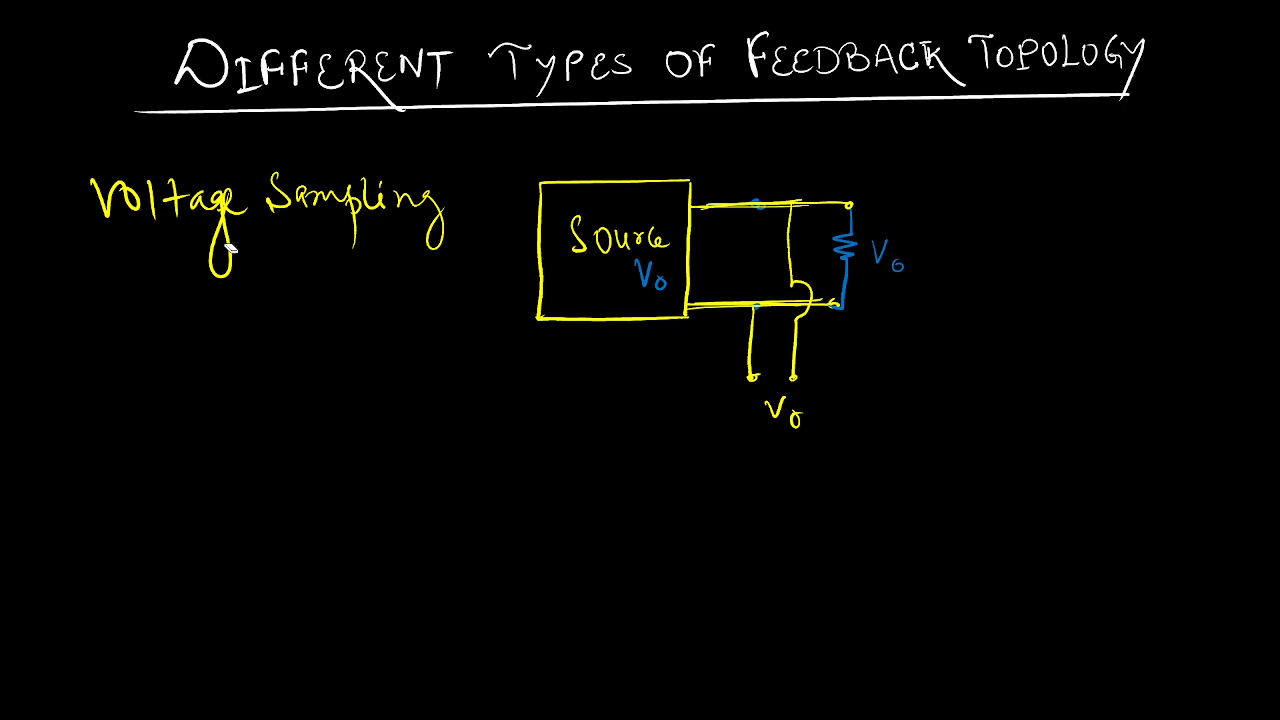 DIFFERENT TYPES OF FEEDBACK TOPOLOGY
Voltage Sampling
Source
Vo
Vo
Vo